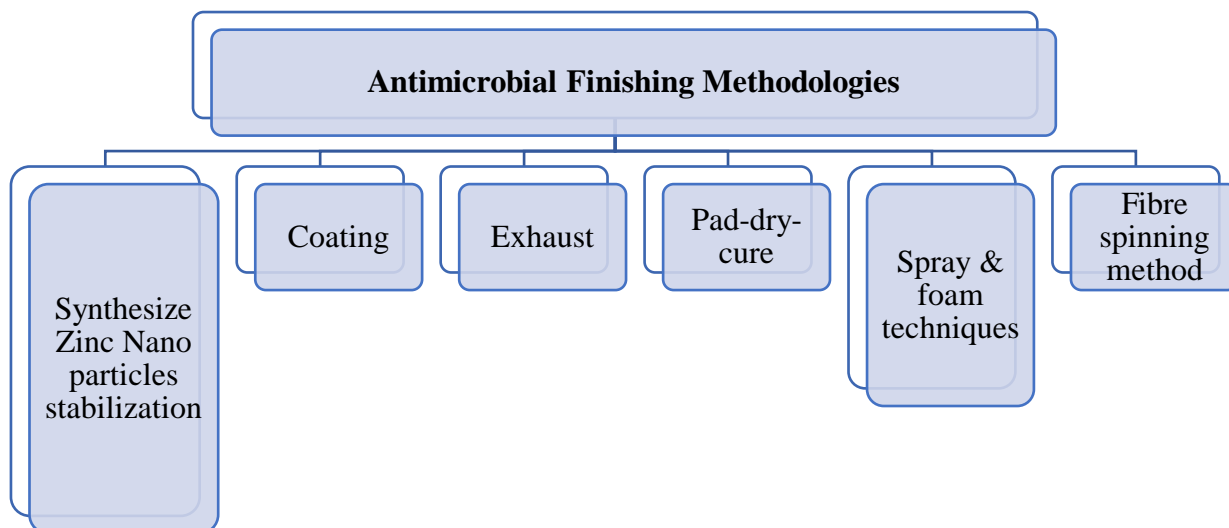 Antimicrobial Finishing Methodologies
Synthesize
Zinc Nano
particles
stabilization
Coating
Exhaust
Pad-dry-
cure
Spray &
foam
techniques
Fibre
spinning
method